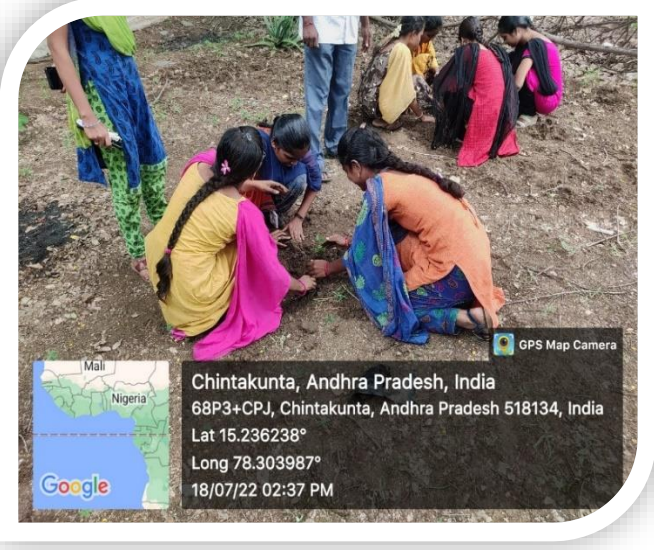 GPS Map Camera
Mali
Nigeria
Google
Chintakunta, Andhra Pradesh, India
68P3+CPJ, Chintakunta, Andhra Pradesh 518134, India
Lat 15.236238°
Long 78.303987°
18/07/22 02:37 PM